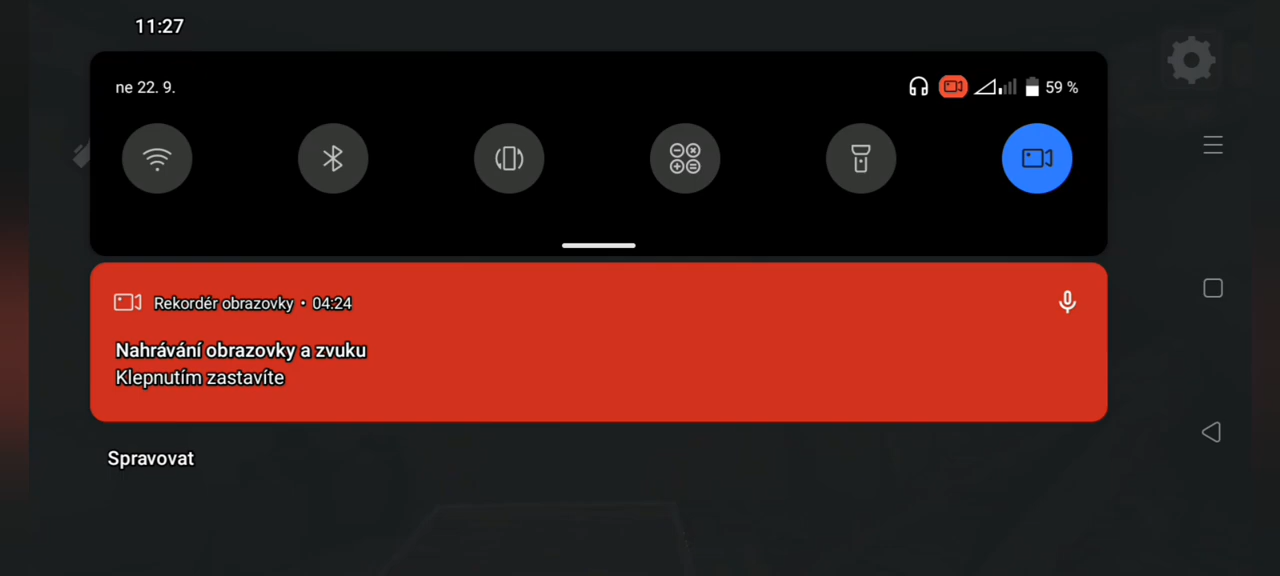 11:27
ne 22. 9.
59 %
Rekordér obrazovky • 04:24
Nahrávání obrazovky a zvuku
Klepnutím zastavíte
Spravovat